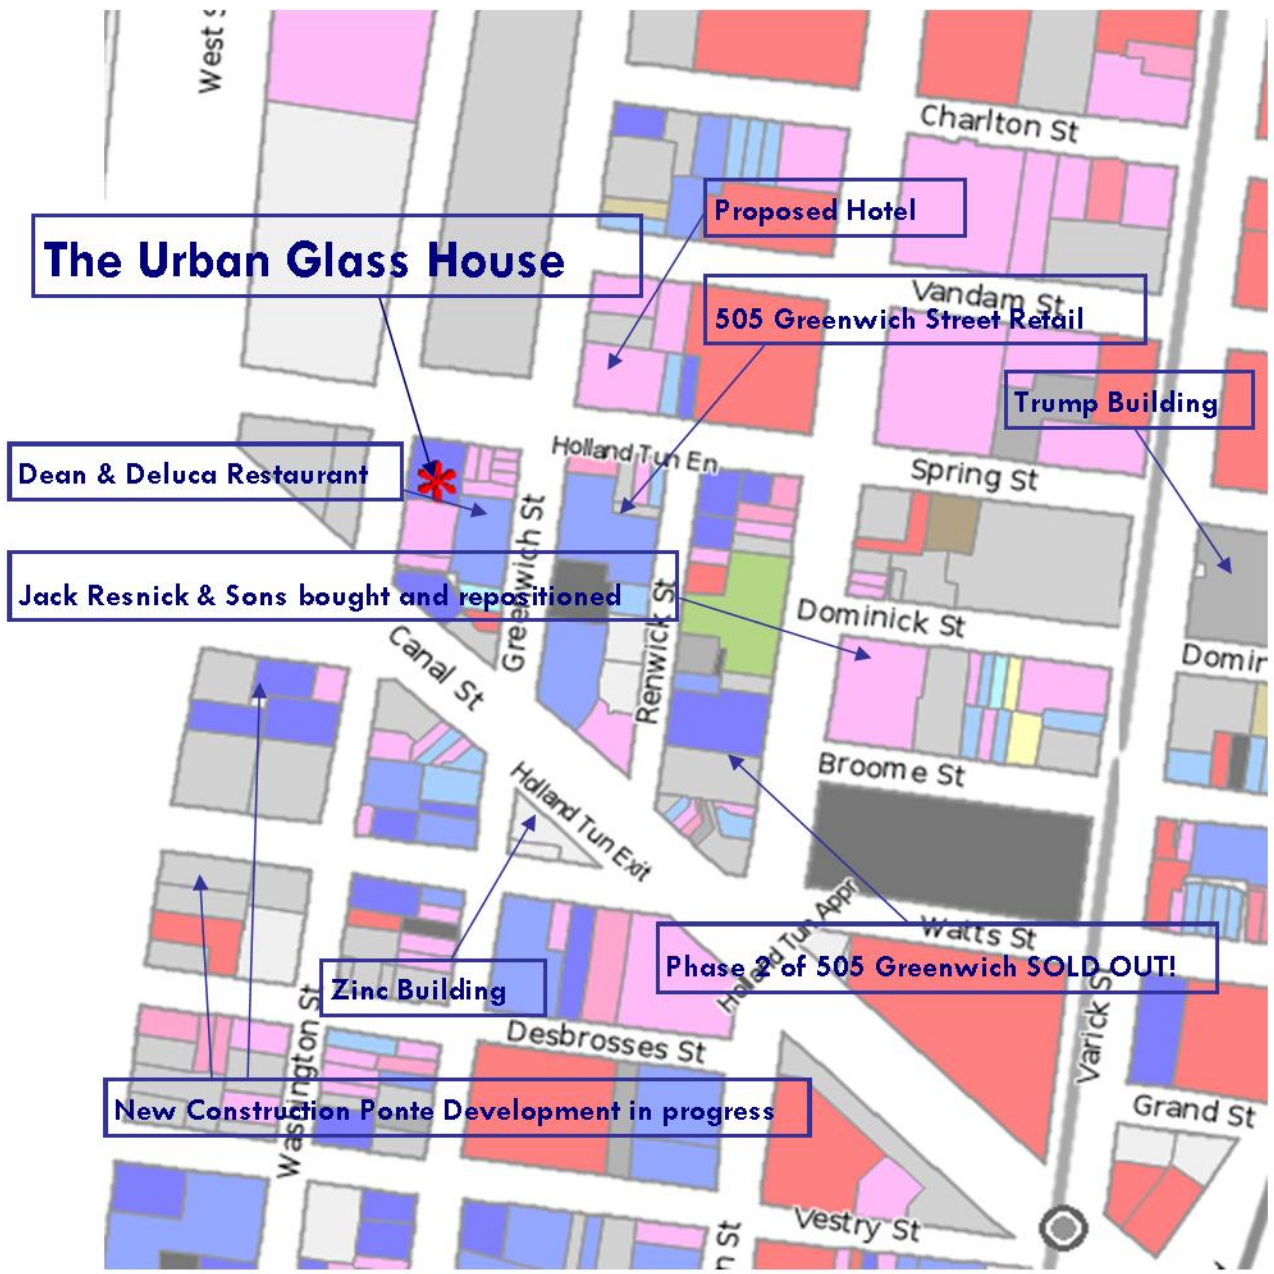 West S
Charlton St
Proposed Hotel
The Urban Glass House
Vandam St
505 Greenwich Street Retail
Trump Building
Holland Tun En
Spring St
Dean & Deluca Restaurant
Greenwich St
Jack Resnick & Sons bought and repositioned
Renwick St
Dominick St
Canal St
Domin
Broome St
Holland Tun Exit
Holland Tun Appr
Watts St
Phase 2 of 505 Greenwich SOLD OUT!
Zinc Building
Varick St
Washington St
Desbrosses St
New Construction Ponte Development in progress
Grand St
Vestry St
n St